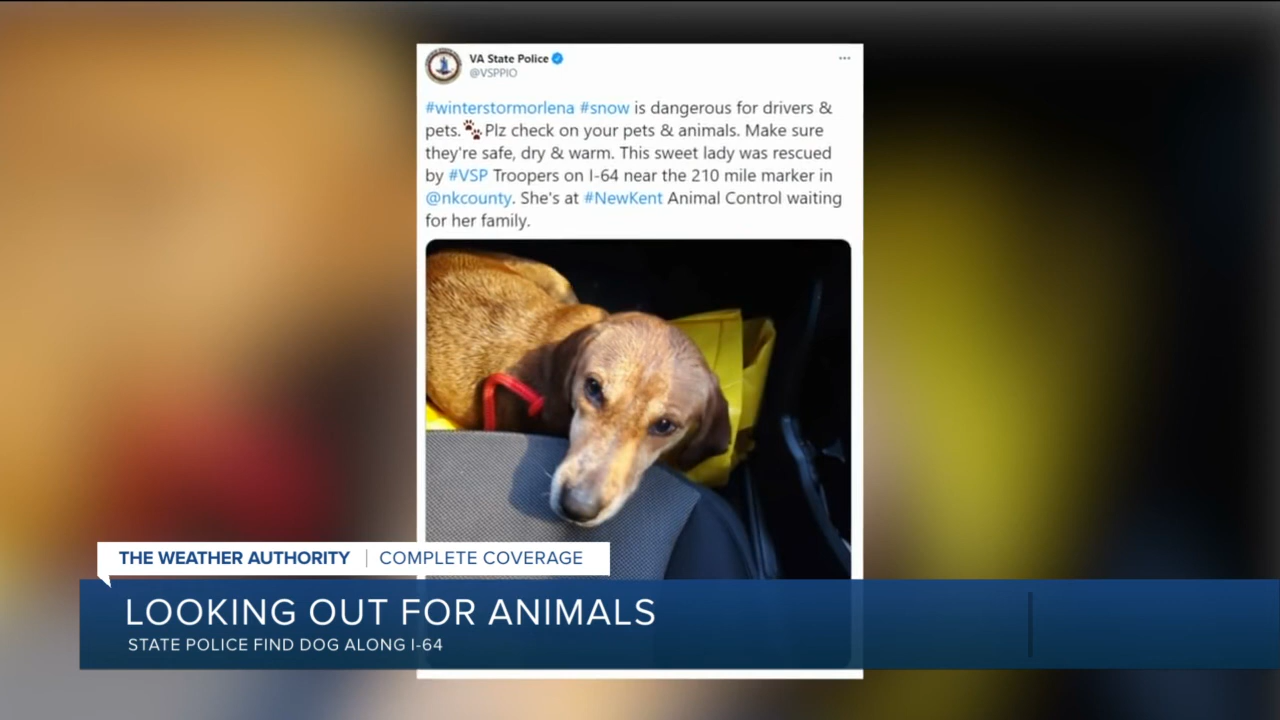 VA State Police
@VSPPIO
#winterstormorlena #snow is dangerous for drivers &
pets.🐾Plz check on your pets & animals. Make sure
they're safe, dry & warm. This sweet lady was rescued
by #VSP Troopers on I-64 near the 210 mile marker in
@nkcounty. She's at #NewKent Animal Control waiting
for her family.
THE WEATHER AUTHORITY | COMPLETE COVERAGE
LOOKING OUT FOR ANIMALS
STATE POLICE FIND DOG ALONG I-64